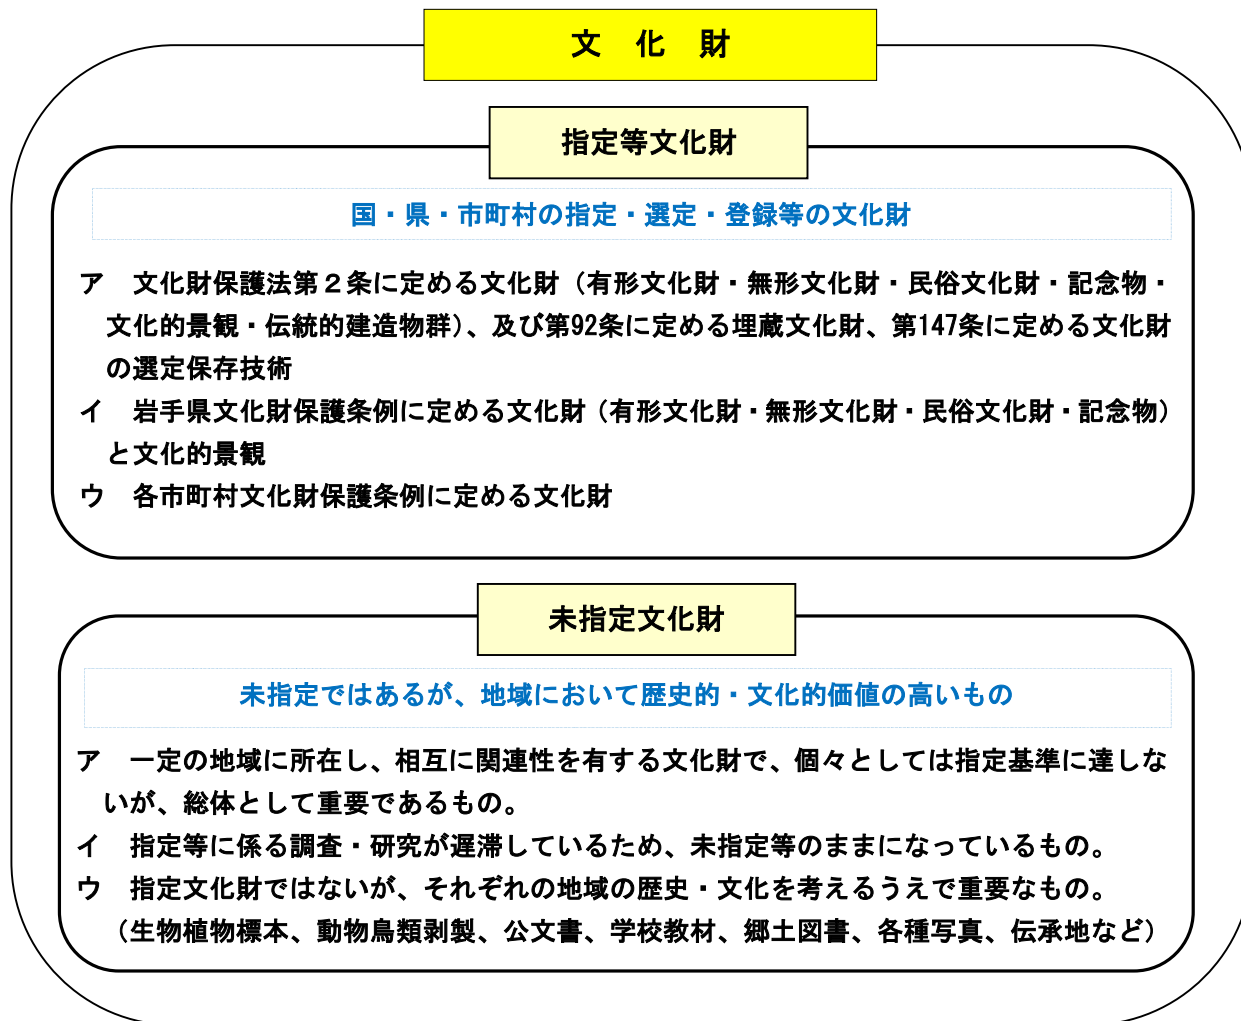 文　化　財
指定等文化財
国・県・市町村の指定・選定・登録等の文化財
ア　文化財保護法第２条に定める文化財（有形文化財・無形文化財・民俗文化財・記念物・
文化的景観・伝統的建造物群）、及び第92条に定める埋蔵文化財、第147条に定める文化財
の選定保存技術
イ　岩手県文化財保護条例に定める文化財（有形文化財・無形文化財・民俗文化財・記念物）
と文化的景観
ウ　各市町村文化財保護条例に定める文化財
未指定文化財
未指定ではあるが、地域において歴史的・文化的価値の高いもの
ア　一定の地域に所在し、相互に関連性を有する文化財で、個々としては指定基準に達しな
いが、総体として重要であるもの。
イ　指定等に係る調査・研究が遅滞しているため、未指定等のままになっているもの。
ウ　指定文化財ではないが、それぞれの地域の歴史・文化を考えるうえで重要なもの。
（生物植物標本、動物鳥類剥製、公文書、学校教材、郷土図書、各種写真、伝承地など）